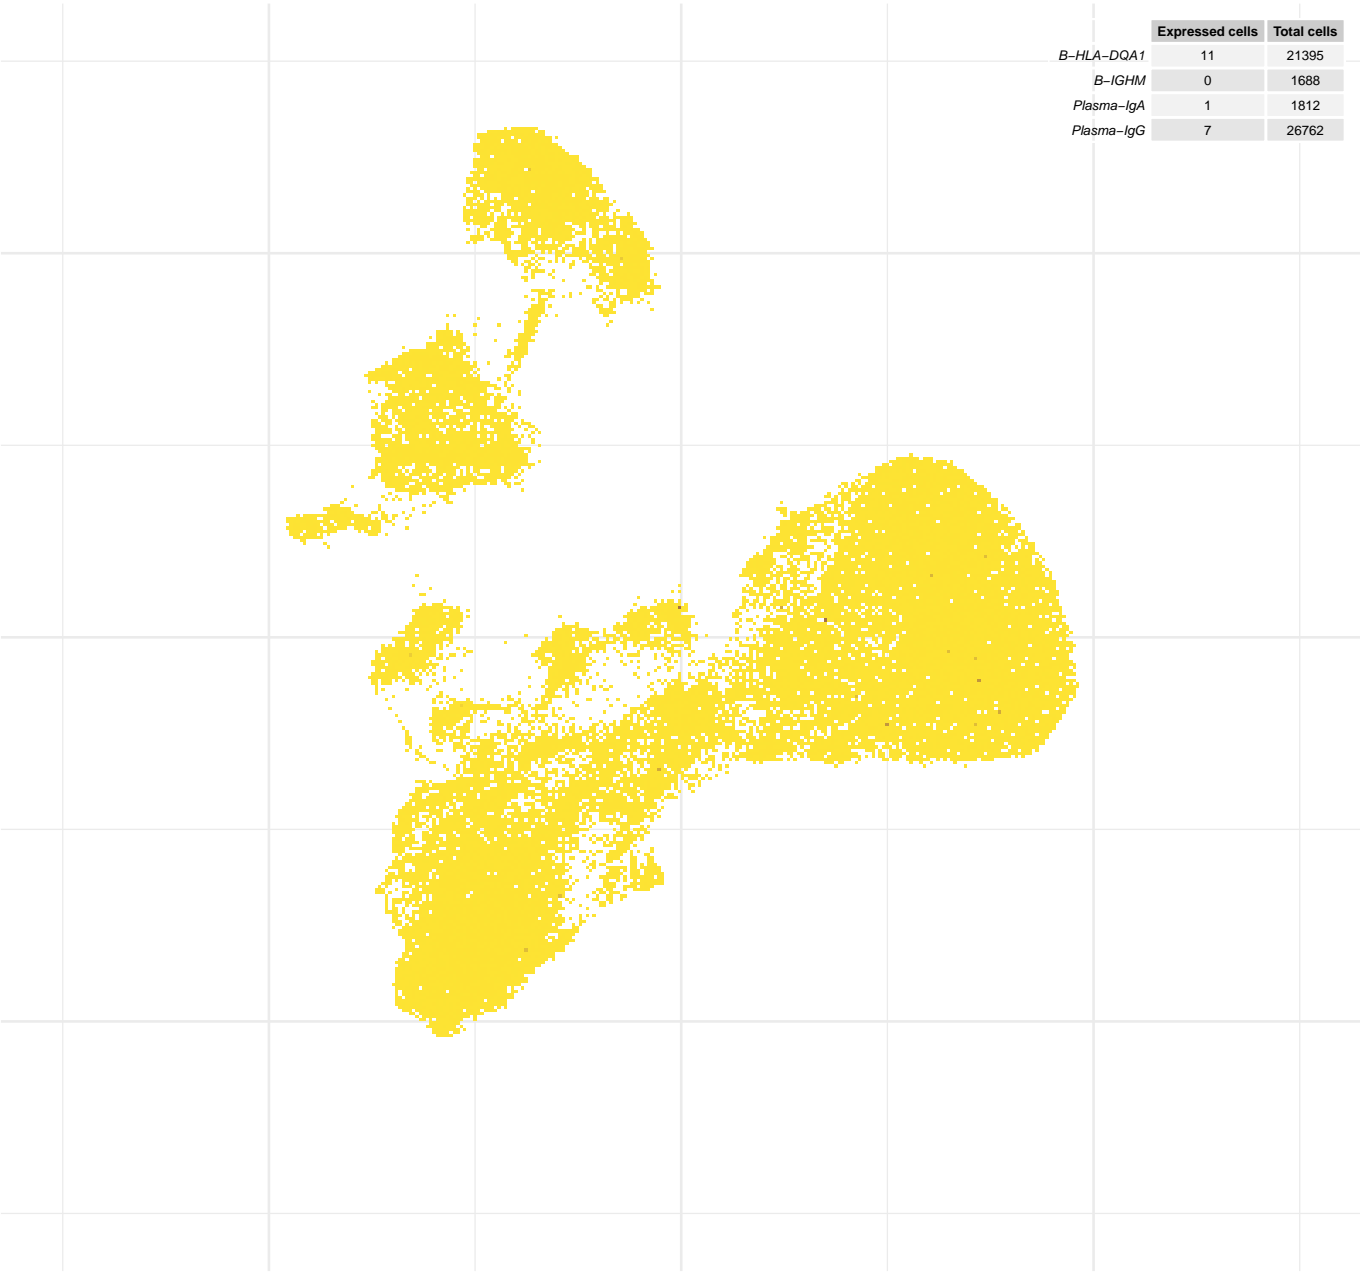 Expressed cells Total cells
B−HLA−DQA1 11 21395
B−IGHM 0 1688
Plasma−IgA 1 1812
Plasma−IgG 7 26762